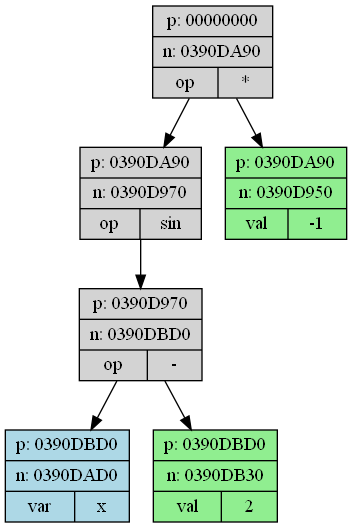 p: 00000000
n: 0390DA90
op *
p: 0390DA90
n: 0390D970
op sin
p: 0390DA90
n: 0390D950
val -1
p: 0390D970
n: 0390DBD0
op -
p: 0390DBD0
n: 0390DAD0
var x
p: 0390DBD0
n: 0390DB30
val 2